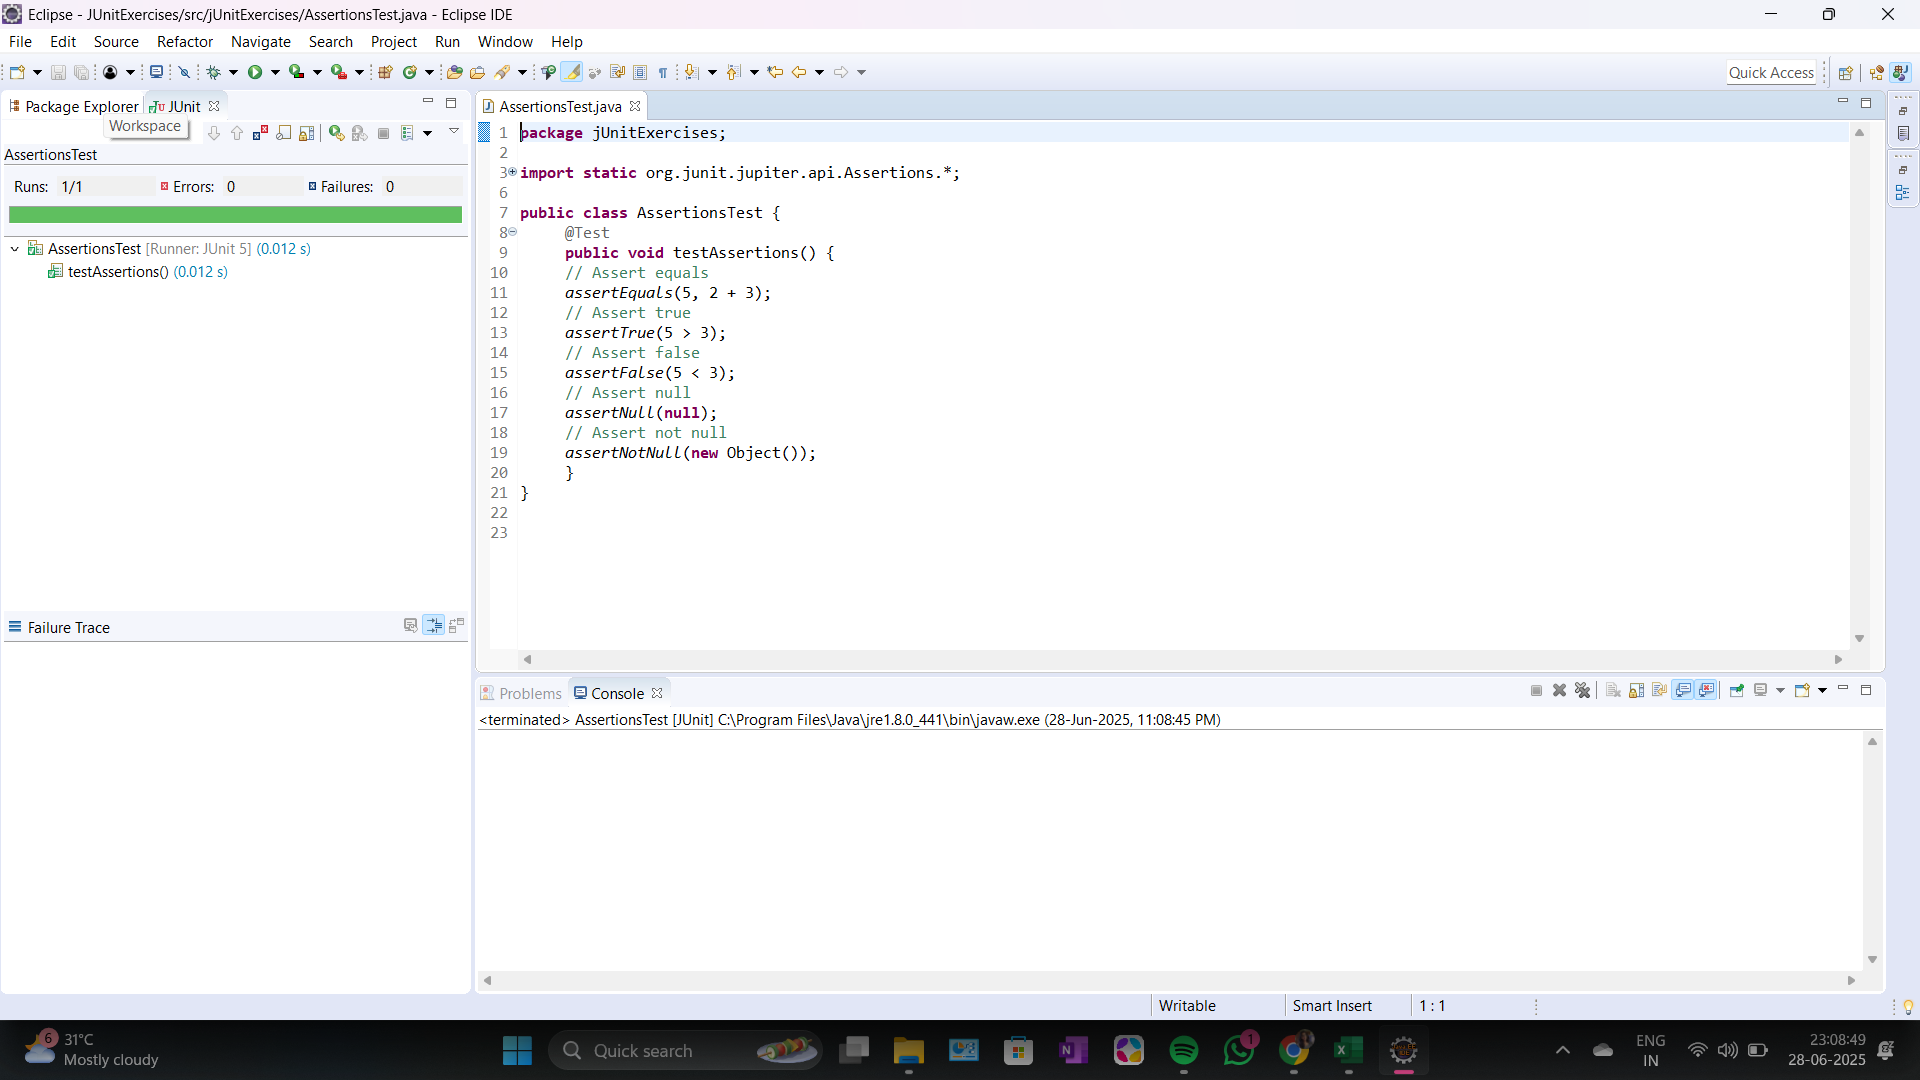 Eclipse - JUnitExercises/src/jUnitExercises/AssertionsTest.java - Eclipse IDE
File Edit Source Refactor Navigate Search Project Run Window Help
Quick Access
Package Explorer JUnit
Workspace
AssertionsTest
Runs: 1/1 Errors: 0 Failures: 0
AssertionsTest [Runner: JUnit 5] (0.012 s)
testAssertions() (0.012 s)
Failure Trace
AssertionsTest.java
1 package jUnitExercises;
2
3 import static org.junit.jupiter.api.Assertions.*;
6
7 public class AssertionsTest {
8 @Test
9 public void testAssertions() {
10 // Assert equals
11 assertEquals(5, 2 + 3);
12 // Assert true
13 assertTrue(5 > 3);
14 // Assert false
15 assertFalse(5 < 3);
16 // Assert null
17 assertNull(null);
18 // Assert not null
19 assertNotNull(new Object());
20 }
21 }
22
23
Problems Console
<terminated> AssertionsTest [JUnit] C:\Program Files\Java\jre1.8.0_441\bin\javaw.exe (28-Jun-2025, 11:08:45 PM)
Writable Smart Insert 1 : 1
6
31°C
Mostly cloudy
Quick search
1
ENG
IN
23:08:49
28-06-2025